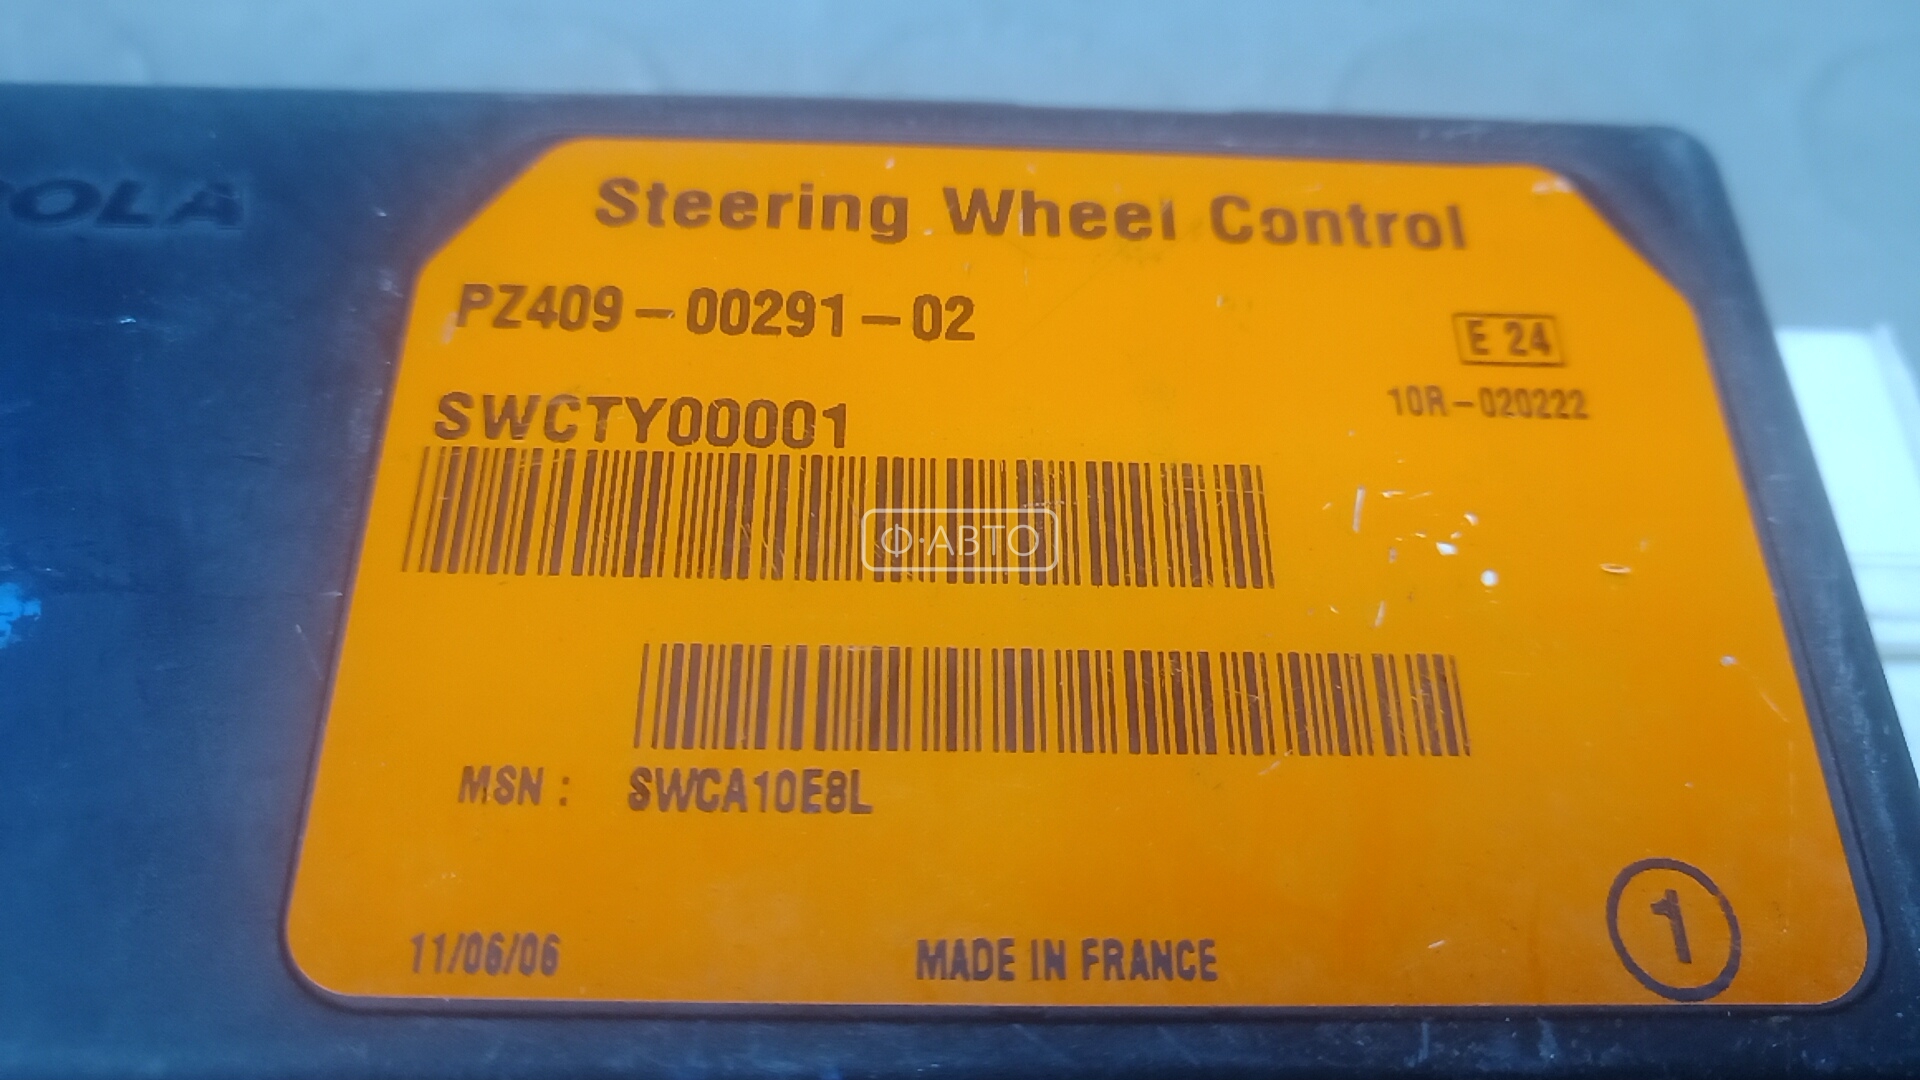 OLA
Steering Wheel Control
PZ409-00291-02
E 24
10R-020222
SWCTY00001
Ф·АВТО
MSN: SWCA10E8L
11/06/06
MADE IN FRANCE
1